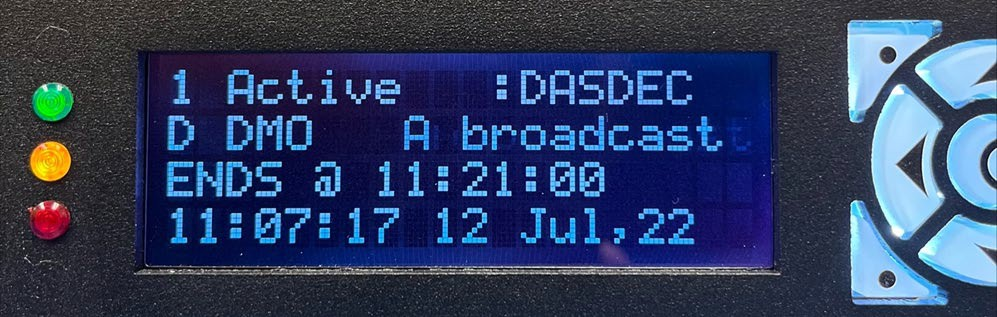 1 Active :DASDEC
D DMO A broadcast
ENDS @ 11:21:00
11:07:17 12 Jul,22